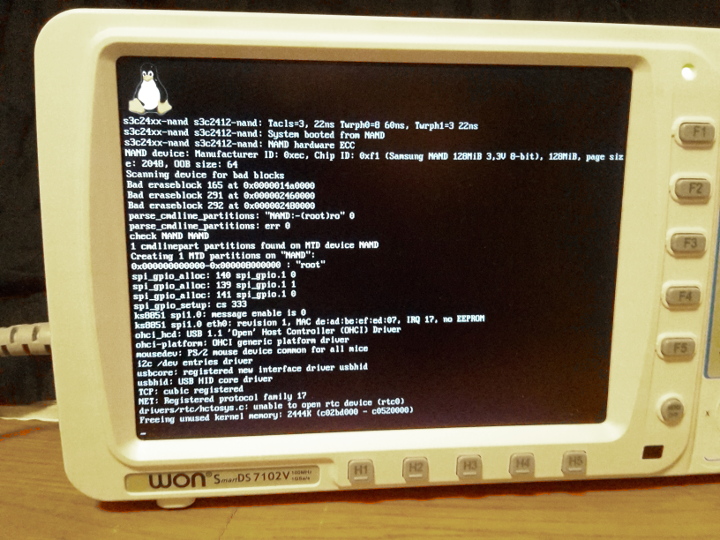 s3c24xx-nand s3c2412-nand: Tacls=3, 22ns Twrph0=8 60ns, Twrph1=3 22ns
s3c24xx-nand s3c2412-nand: System booted from NAND
s3c24xx-nand s3c2412-nand: NAND hardware ECC
NAND device: Manufacturer ID: 0xec, Chip ID: 0xf1 (Samsung NAND 128MiB 3,3V 8-bit), 128MiB, page siz
e: 2048, OOB size: 64
Scanning device for bad blocks
Bad eraseblock 165 at 0x0000014a0000
Bad eraseblock 291 at 0x000002460000
Bad eraseblock 292 at 0x000002480000
parse_cmdline_partitions: "NAND:-(root)ro" 0
parse_cmdline_partitions: err 0
check NAND NAND
1 cmdlinepart partitions found on MTD device NAND
Creating 1 MTD partitions on "NAND":
0x000000000000-0x000008000000 : "root"
spi_gpio_alloc: 140 spi_gpio.1 0
spi_gpio_alloc: 139 spi_gpio.1 1
spi_gpio_alloc: 141 spi_gpio.1 0
spi_gpio_setup: cs 333
ks8851 spi1.0: message enable is 0
ks8851 spi1.0 eth0: revision 1, MAC de:ad:be:ef:ed:07, IRQ 17, no EEPROM
ohci_hcd: USB 1.1 'Open' Host Controller (OHCI) Driver
ohci-platform: OHCI generic platform driver
mousedev: PS/2 mouse device common for all mice
i2c /dev entries driver
usbcore: registered new interface driver usbhid
usbhid: USB HID core driver
TCP: cubic registered
NET: Registered protocol family 17
drivers/rtc/hctosys.c: unable to open rtc device (rtc0)
Freeing unused kernel memory: 2444K (c02bd000 - c0520000)
F1
F2
F3
F4
F5
won® SmartDS7102V
H1 H2 H3 H4 H5